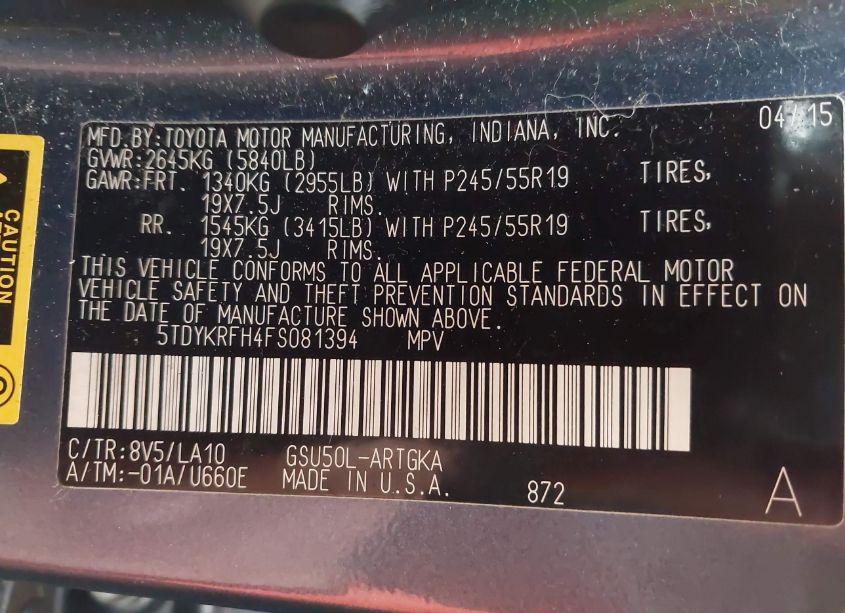 MFD.BY:TOYOTA MOTOR MANUFACTURING, INDIANA, INC. 04/15
GVWR:2645KG (5840LB)
GAWR:FRT. 1340KG (2955LB) WITH P245/55R19 TIRES,
19X7.5J RIMS.
RR. 1545KG (3415LB) WITH P245/55R19 TIRES,
19X7.5J RIMS.
THIS VEHICLE CONFORMS TO ALL APPLICABLE FEDERAL MOTOR
VEHICLE SAFETY AND THEFT PREVENTION STANDARDS IN EFFECT ON
THE DATE OF MANUFACTURE SHOWN ABOVE.
5TDYKRFH4FS081394 MPV
C/TR:8V5/LA10 GSU50L-ARTGKA
A/TM:-01A/U660E MADE IN U.S.A. 872 A
CAUTION